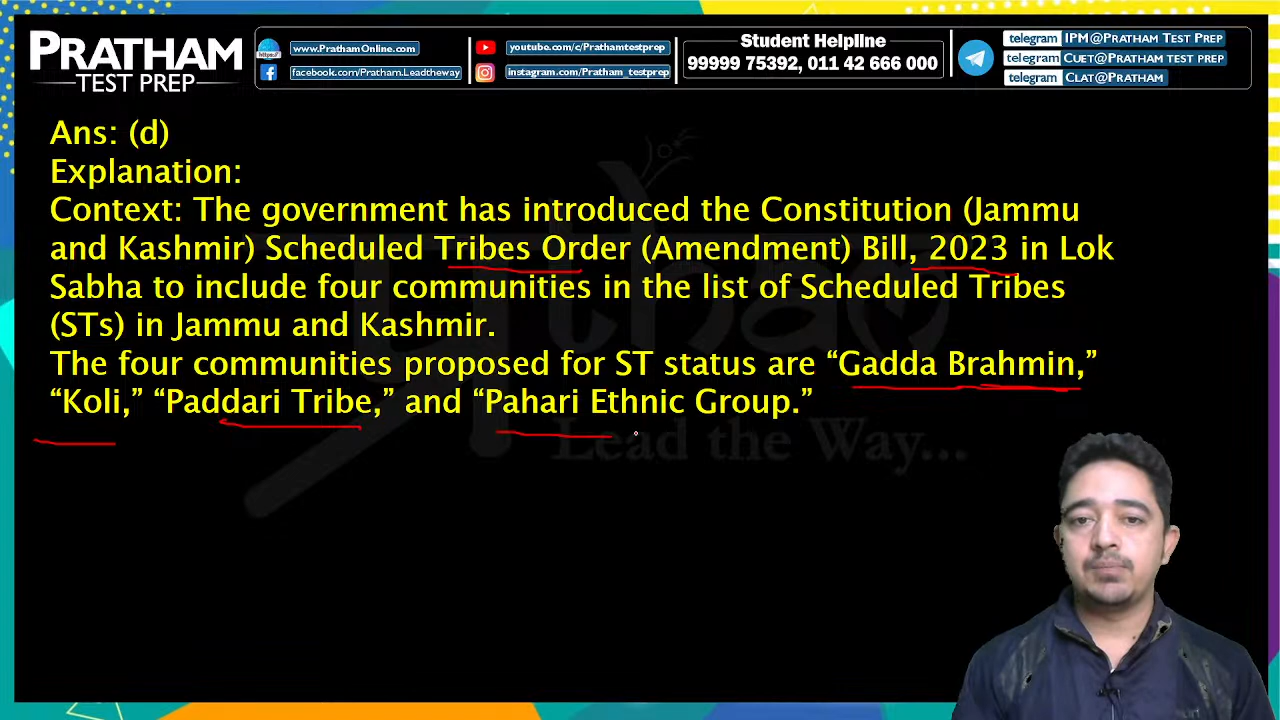 PRATHAM
TEST PREP
https://
www.PrathamOnline.com
facebook.com/Pratham.Leadtheway
youtube.com/c/Prathamtestprep
instagram.com/Pratham_testprep
Student Helpline
99999 75392, 011 42 666 000
telegram IPM@PRATHAM TEST PREP
telegram CUET@PRATHAM TEST PREP
telegram CLAT@PRATHAM
Ans: (d)
Explanation:
Context: The government has introduced the Constitution (Jammu
and Kashmir) Scheduled Tribes Order (Amendment) Bill, 2023 in Lok
Sabha to include four communities in the list of Scheduled Tribes
(STs) in Jammu and Kashmir.
The four communities proposed for ST status are “Gadda Brahmin,”
“Koli,” “Paddari Tribe,” and “Pahari Ethnic Group.”
प्रtham
Lead the Way...